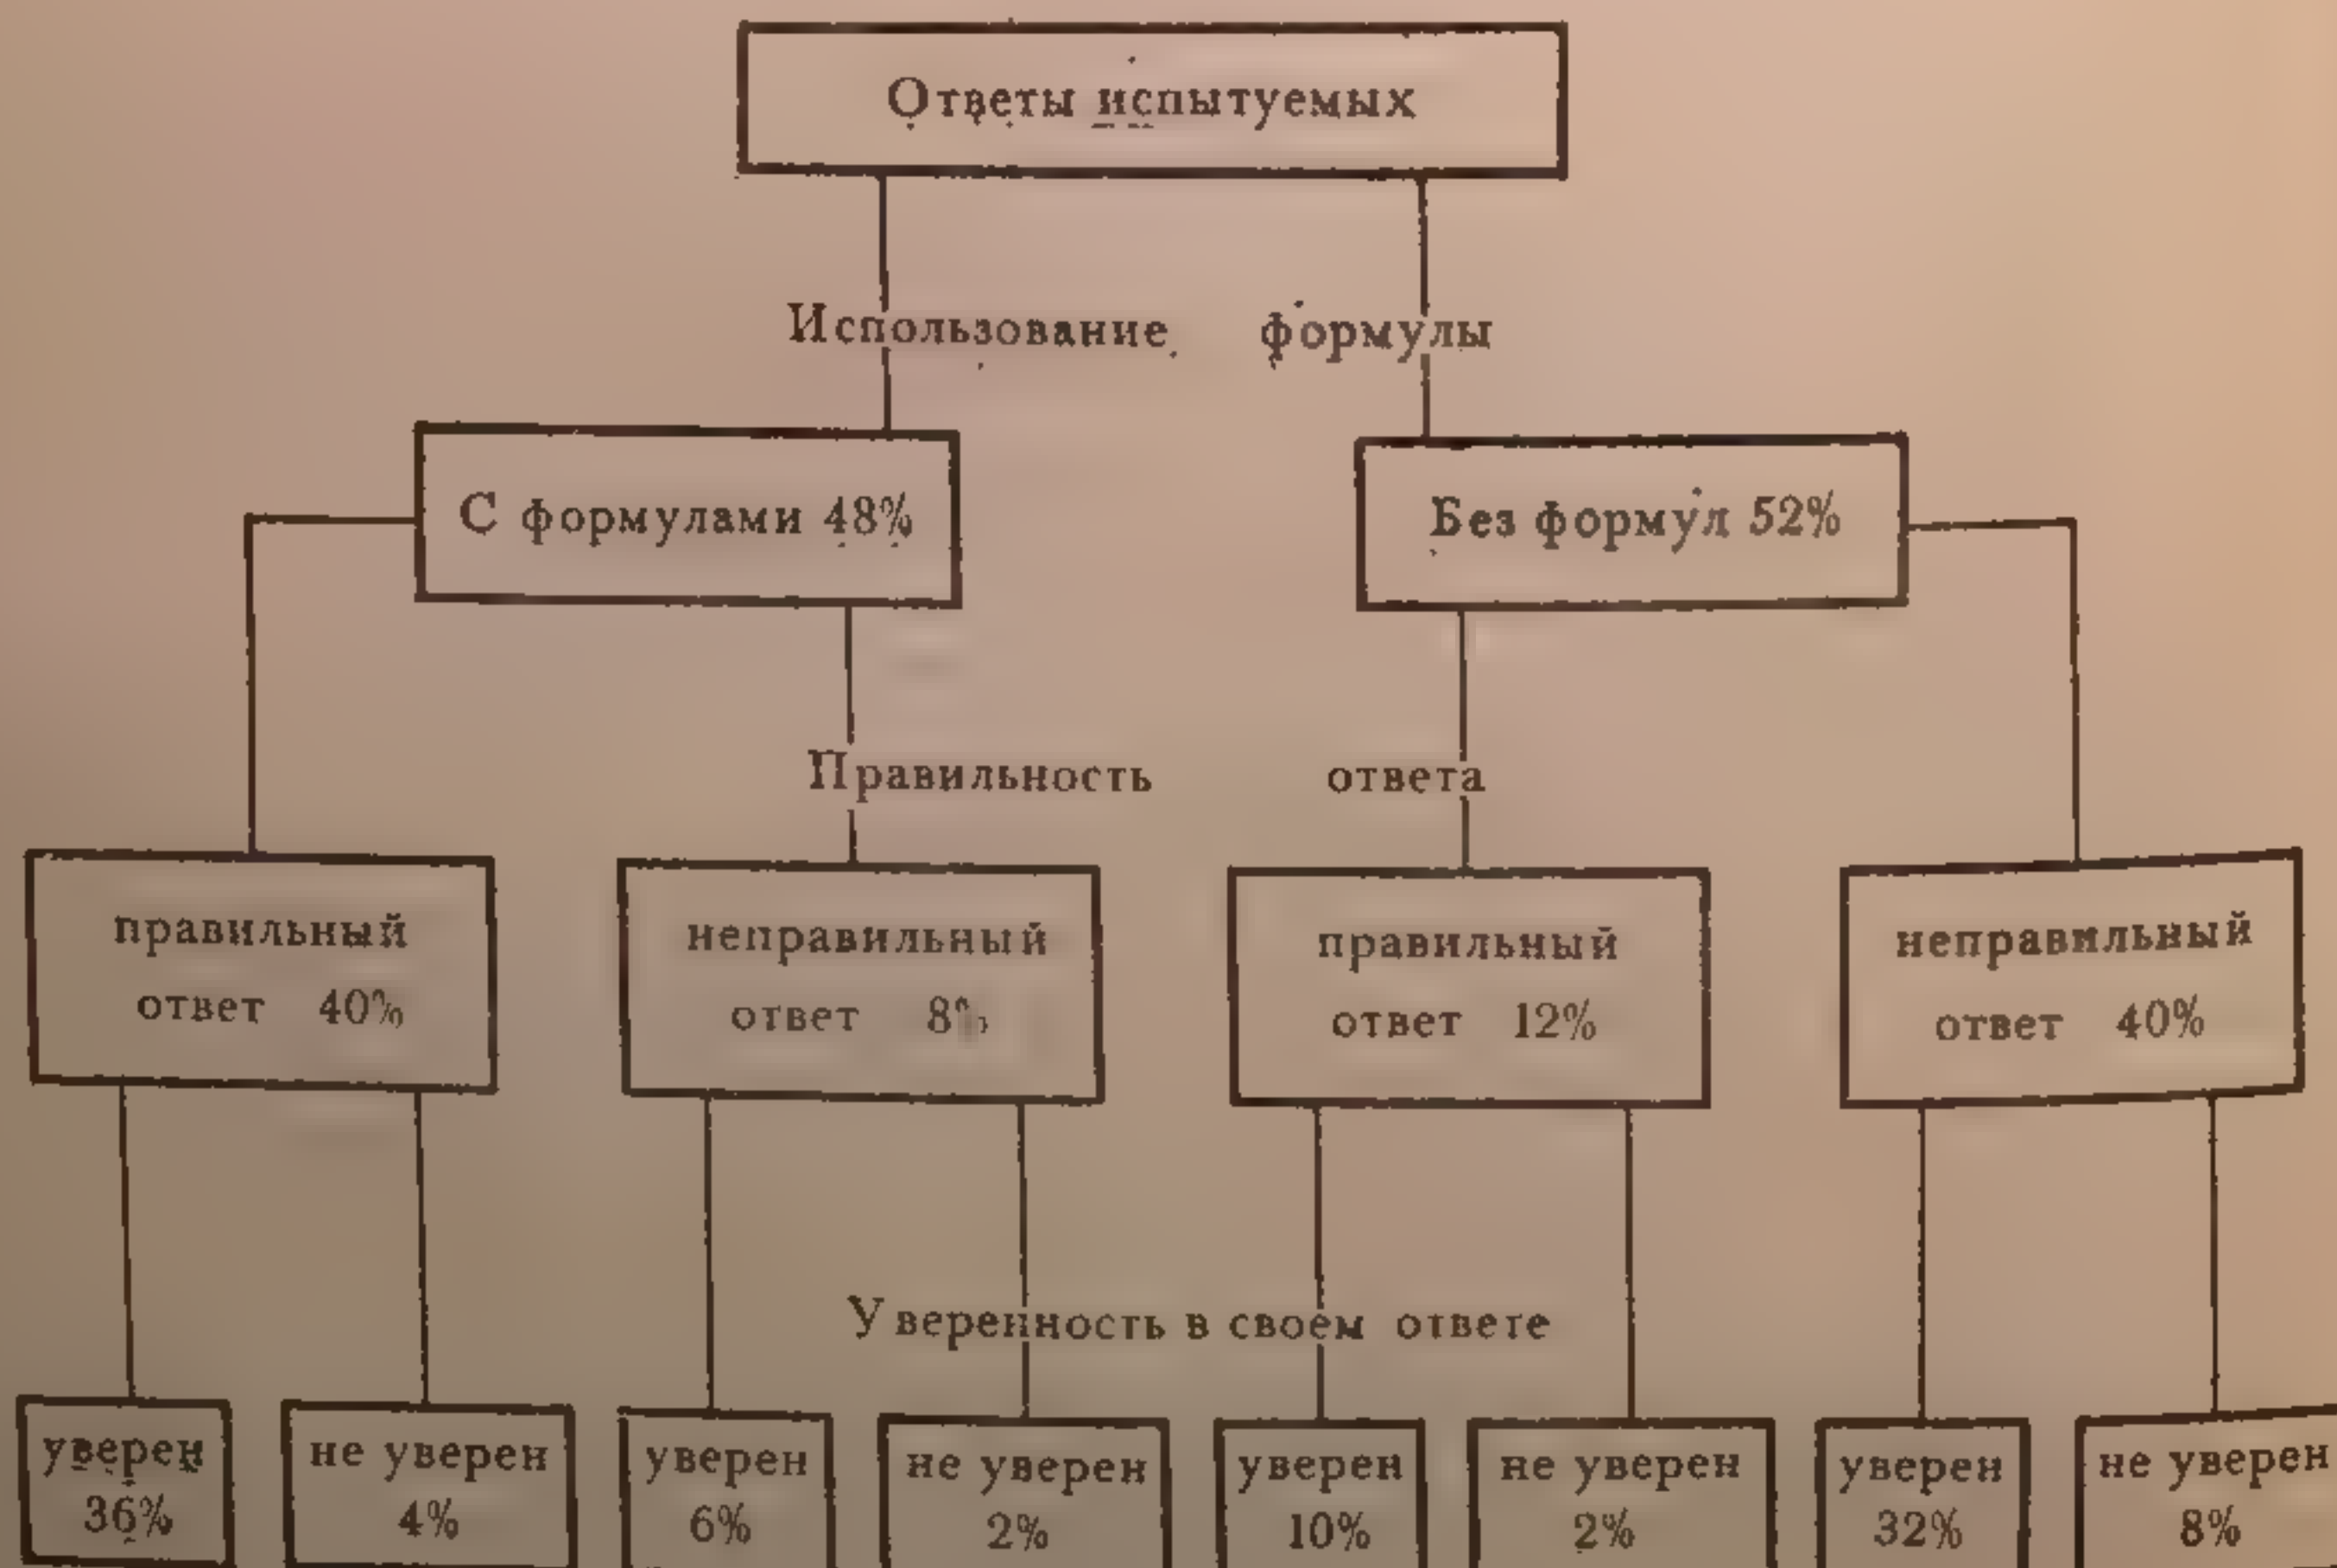 Ответы испытуемых
Использование формулы
С формулами 48%
Без формул 52%
Правильность ответа
правильный
ответ 40%
неправильный
ответ 8%
правильный
ответ 12%
неправильный
ответ 40%
Уверенность в своем ответе
уверен
36%
не уверен
4%
уверен
6%
не уверен
2%
уверен
10%
не уверен
2%
уверен
32%
не уверен
8%